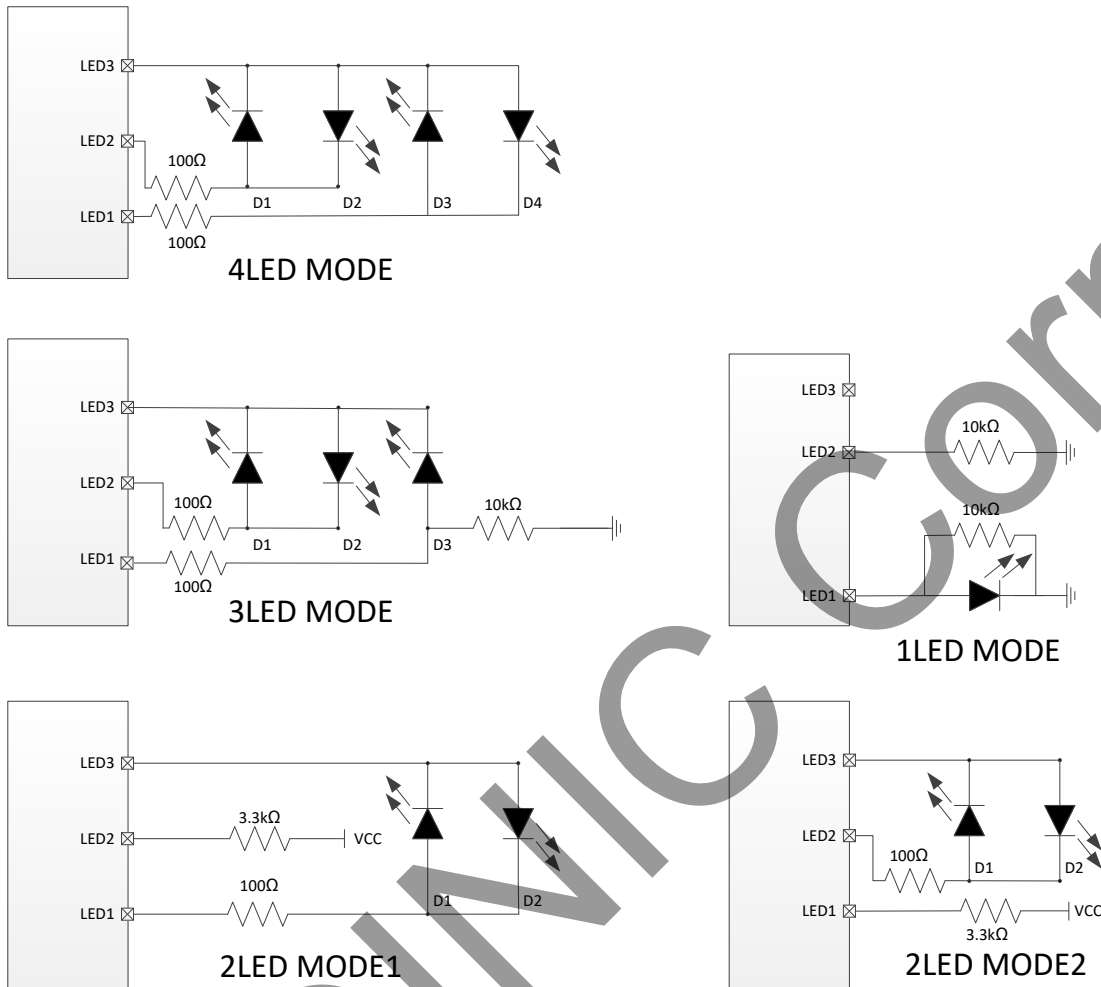 LED3
LED2
100Ω
LED1
100Ω
D1
D2
D3
D4
4LED MODE
LED3
LED2
100Ω
LED1
100Ω
D1
D2
D3
10kΩ
3LED MODE
LED3
LED2
10kΩ
10kΩ
LED1
1LED MODE
LED3
LED2
3.3kΩ
VCC
LED1
100Ω
D1
D2
2LED MODE1
LED3
LED2
100Ω
D1
D2
LED1
3.3kΩ
VCC
2LED MODE2